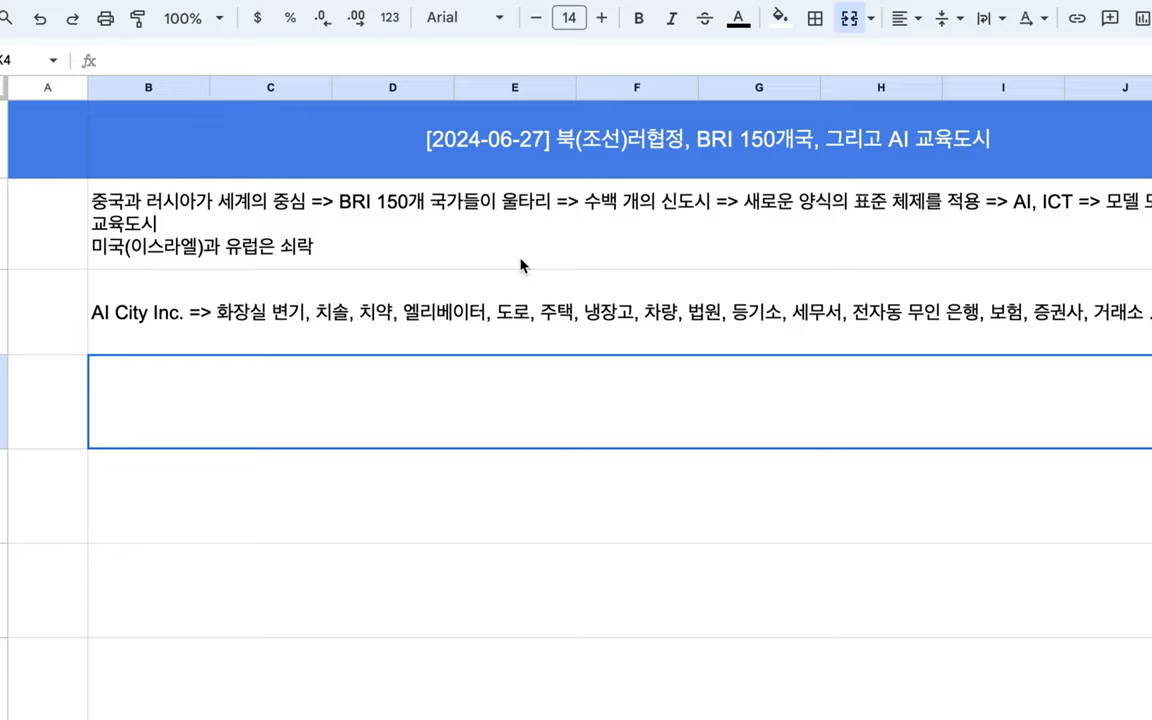 100%
$
%
.0
.00
123
Arial
14
B
I
A
A
fx
A B C D E F G H I J
[2024-06-27] 북(조선)러협정, BRI 150개국, 그리고 AI 교육도시
중국과 러시아가 세계의 중심 => BRI 150개 국가들이 울타리 => 수백 개의 신도시 => 새로운 양식의 표준 체제를 적용 => AI, ICT => 모델
교육도시
미국(이스라엘)과 유럽은 쇠락
AI City Inc. => 화장실 변기, 치솔, 치약, 엘리베이터, 도로, 주택, 냉장고, 차량, 법원, 등기소, 세무서, 전자동 무인 은행, 보험, 증권사, 거래소